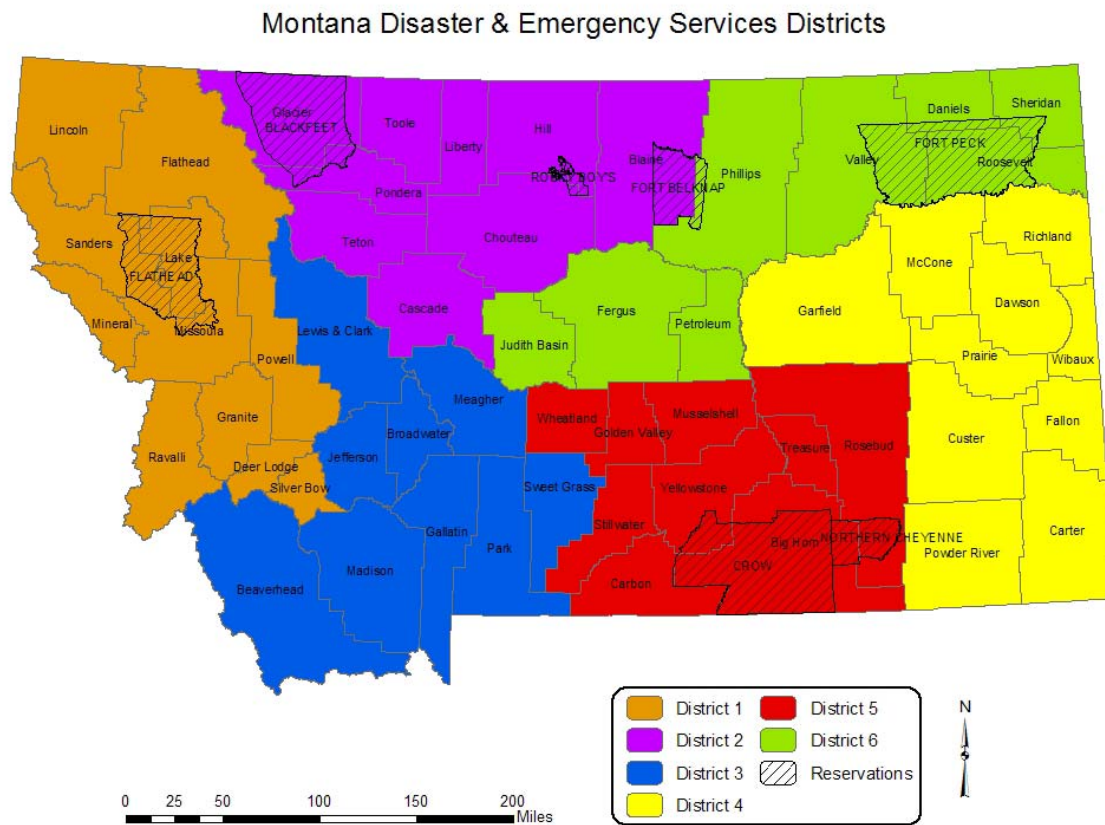 Montana Disaster & Emergency Services Districts
Lincoln
Flathead
Glacier
BLACKFEET
Toole
Liberty
Hill
ROCKY BOY'S
Blaine
FORT BELKNAP
Phillips
Valley
Daniels
Sheridan
FORT PECK
Roosevelt
Pondera
Teton
Chouteau
Cascade
Sanders
Lake
FLATHEAD
Mineral
Missoula
Powell
Lewis & Clark
Judith Basin
Fergus
Petroleum
Garfield
McCone
Richland
Dawson
Prairie
Wibaux
Granite
Ravalli
Deer Lodge
Silver Bow
Jefferson
Broadwater
Meagher
Wheatland
Golden Valley
Musselshell
Treasure
Rosebud
Custer
Fallon
Beaverhead
Madison
Gallatin
Park
Sweet Grass
Stillwater
Yellowstone
Carbon
CROW
Big Horn
NORTHERN CHEYENNE
Powder River
Carter
District 1
District 2
District 3
District 4
District 5
District 6
Reservations
N
0 25 50 100 150 200
Miles